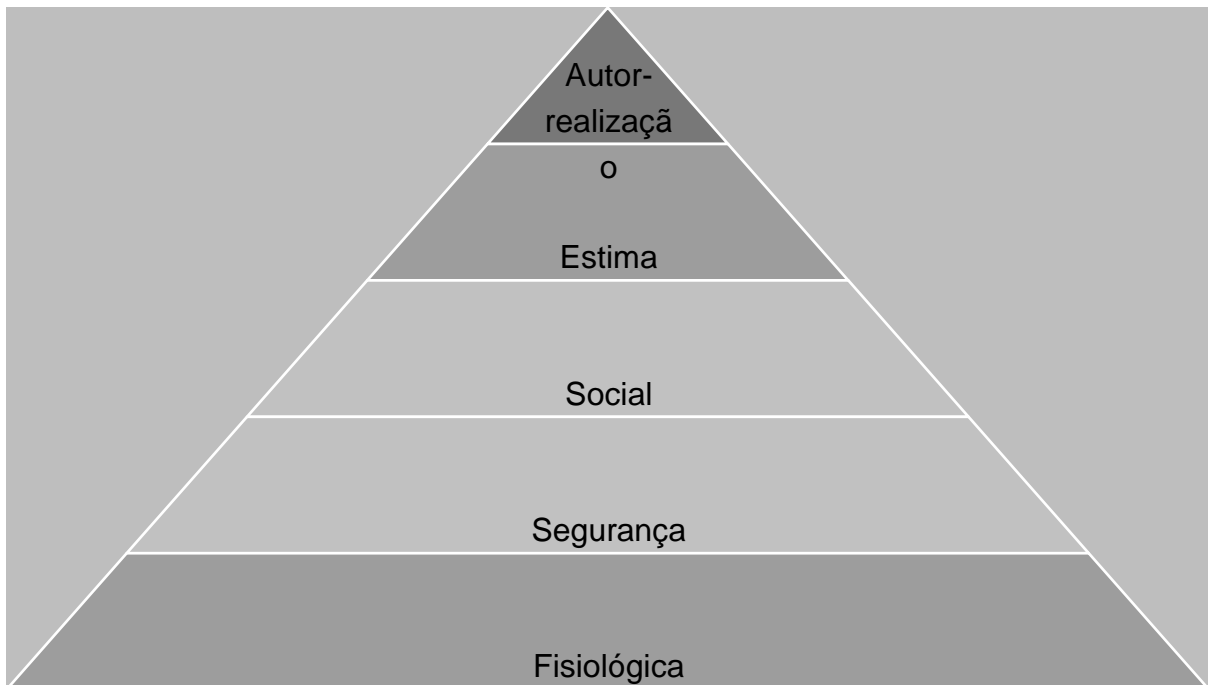 Autor-
realizaçã
o
Estima
Social
Segurança
Fisiológica